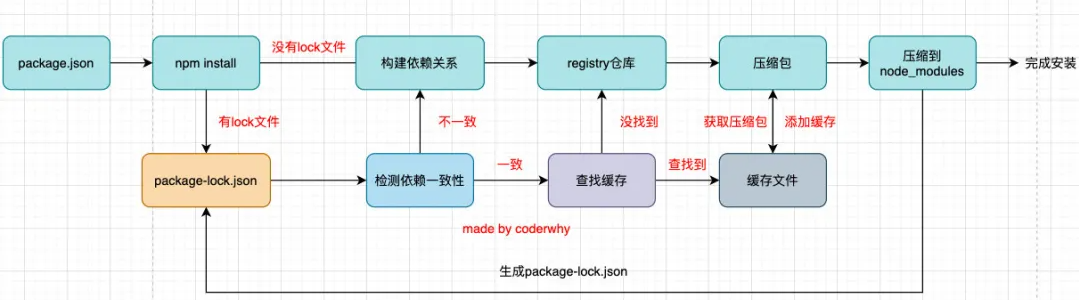 没有lock文件
package.json
npm install
构建依赖关系
registry仓库
压缩包
压缩到
node_modules
完成安装
有lock文件
不一致
没找到
获取压缩包
添加缓存
package-lock.json
检测依赖一致性
一致
查找缓存
查找到
缓存文件
made by coderwhy
生成package-lock.json